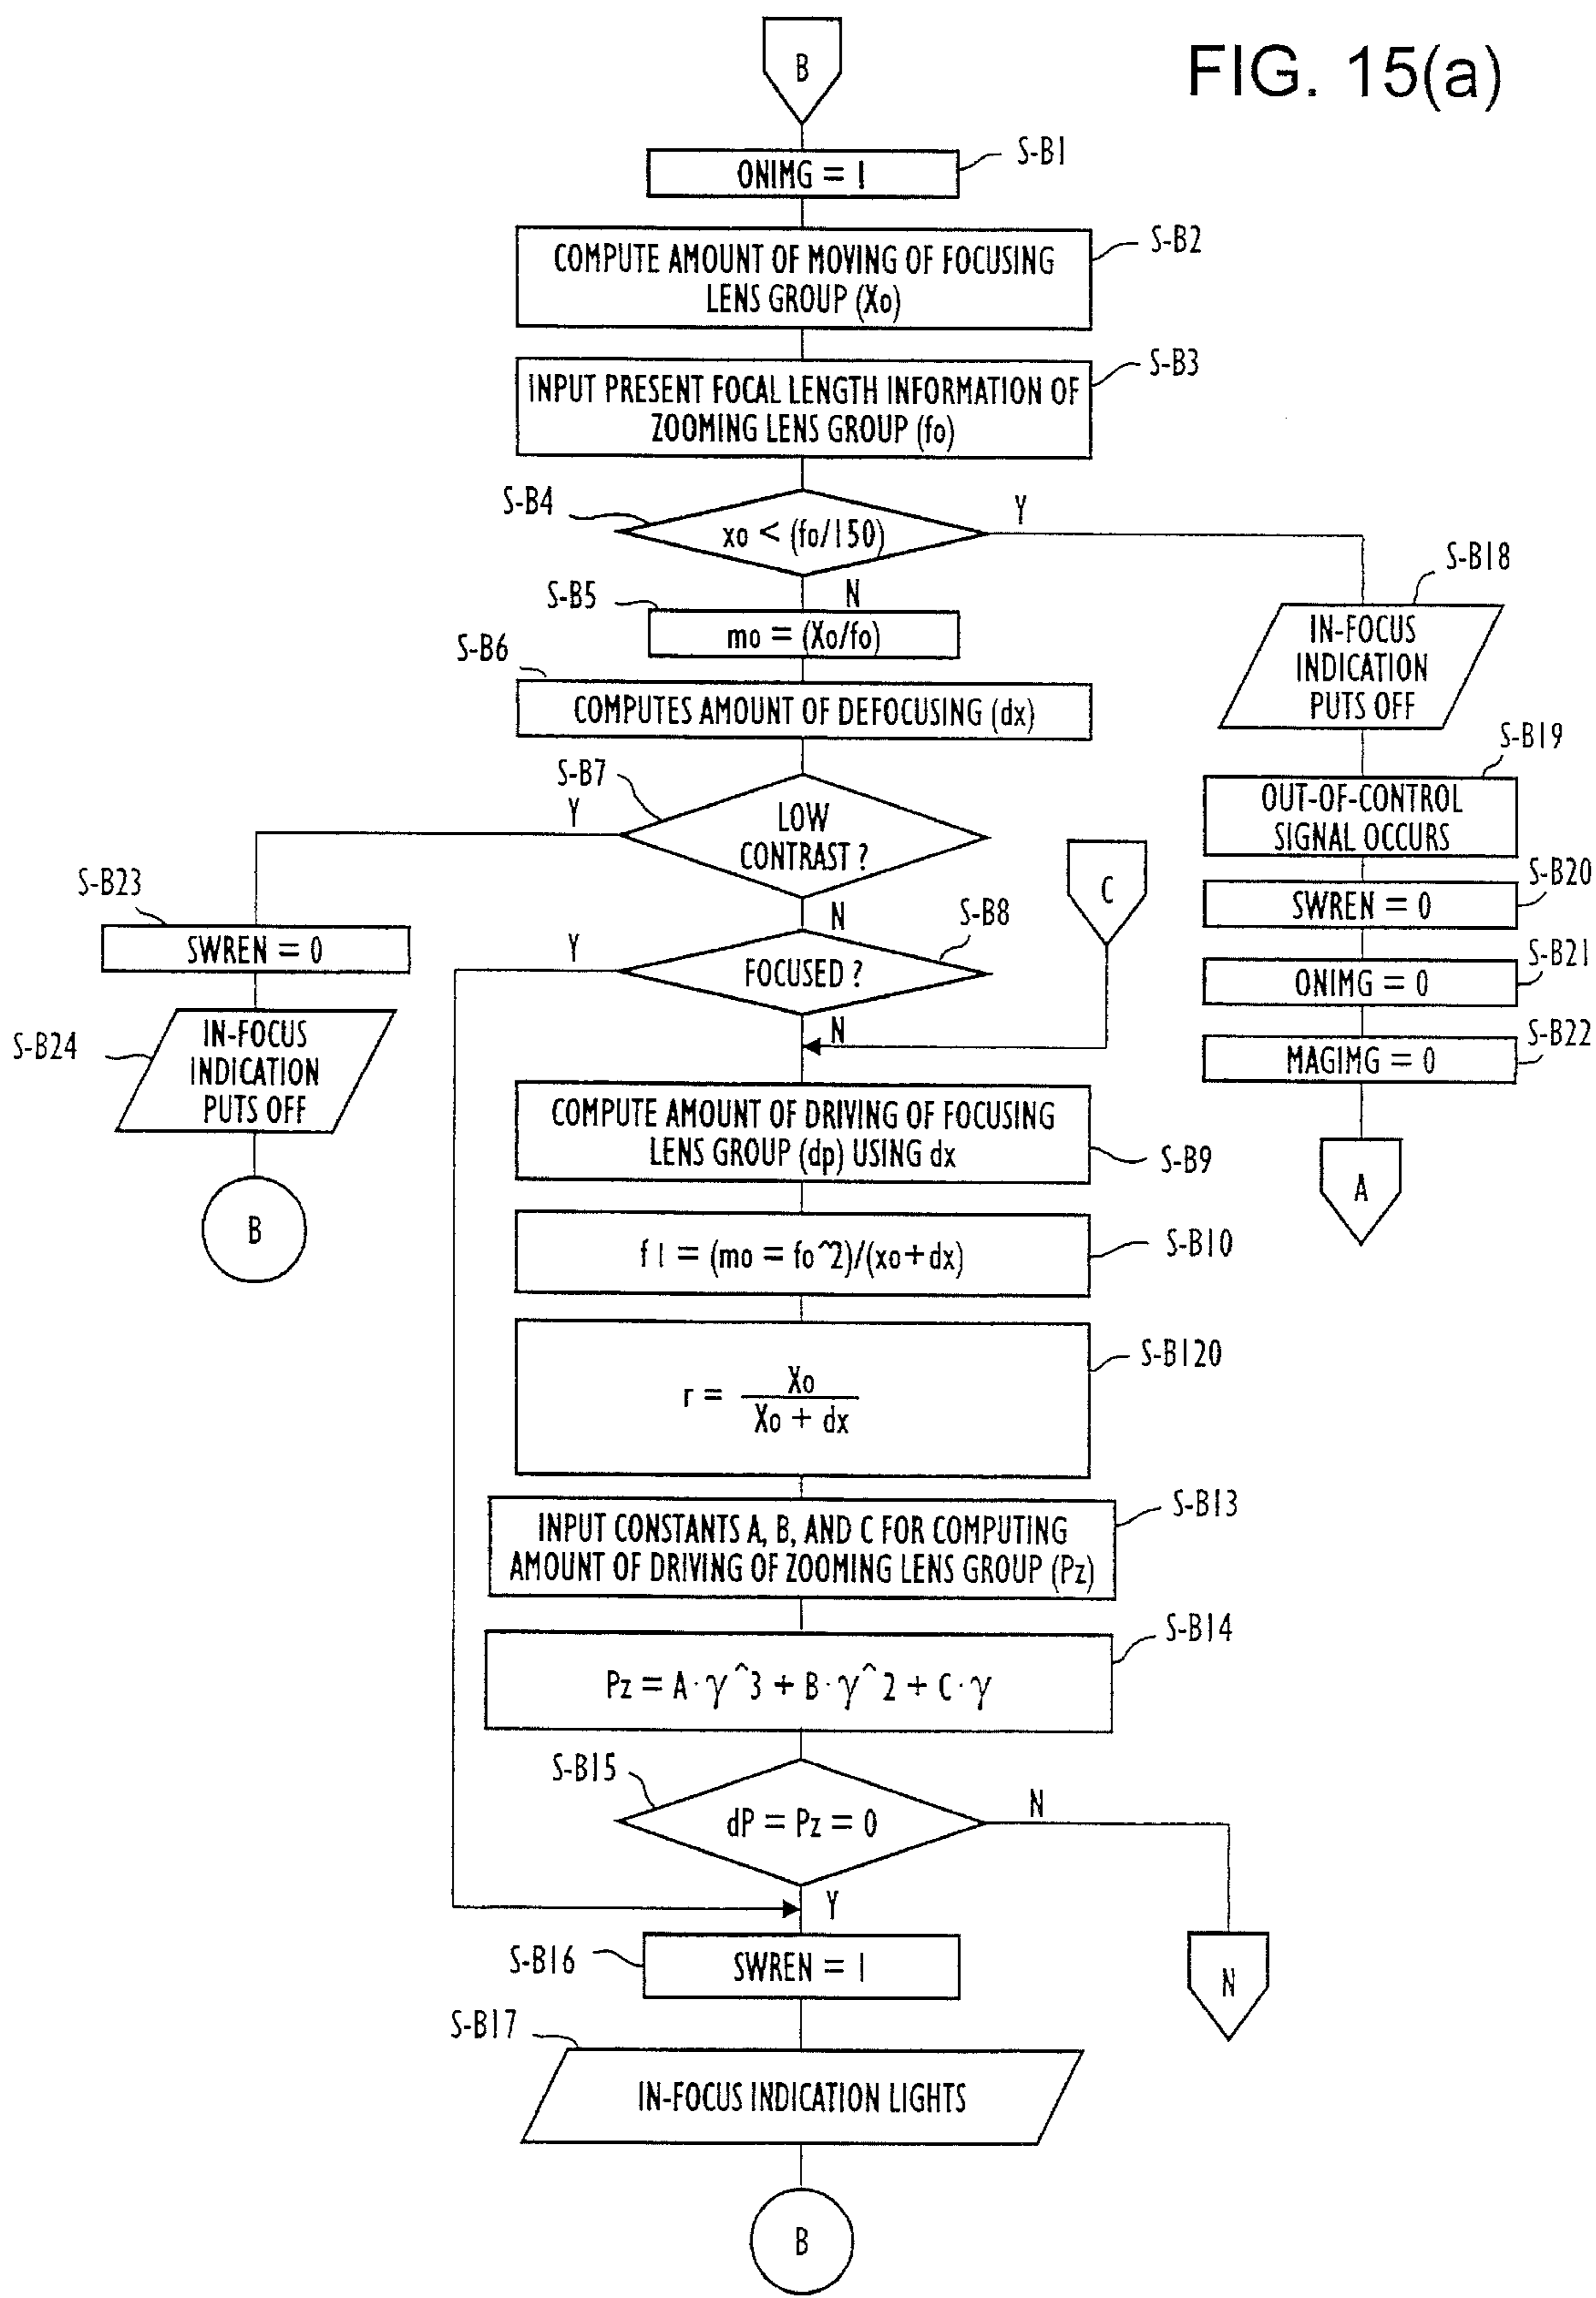 FIG. 15(a)
B
S-B1
ONIMG = 1
S-B2
COMPUTE AMOUNT OF MOVING OF FOCUSING
LENS GROUP (Xo)
S-B3
INPUT PRESENT FOCAL LENGTH INFORMATION OF
ZOOMING LENS GROUP (fo)
S-B4
xo < (fo/150)
Y
N
S-B5
mo = (Xo/fo)
S-B6
COMPUTES AMOUNT OF DEFOCUSING (dx)
S-B7
LOW
CONTRAST ?
Y
N
S-B8
FOCUSED ?
Y
N
C
S-B18
IN-FOCUS
INDICATION
PUTS OFF
S-B19
OUT-OF-CONTROL
SIGNAL OCCURS
S-B20
SWREN = 0
S-B21
ONIMG = 0
S-B22
MAGIMG = 0
A
S-B23
SWREN = 0
S-B24
IN-FOCUS
INDICATION
PUTS OFF
B
COMPUTE AMOUNT OF DRIVING OF FOCUSING
LENS GROUP (dp) USING dx
S-B9
f1 = (mo = fo^2)/(xo+dx)
S-B10
S-B120
r = Xo / Xo + dx
S-B13
INPUT CONSTANTS A, B, AND C FOR COMPUTING
AMOUNT OF DRIVING OF ZOOMING LENS GROUP (Pz)
S-B14
Pz = A·γ^3 + B·γ^2 + C·γ
S-B15
dP = Pz = 0
N
Y
N
S-B16
SWREN = 1
S-B17
IN-FOCUS INDICATION LIGHTS
B